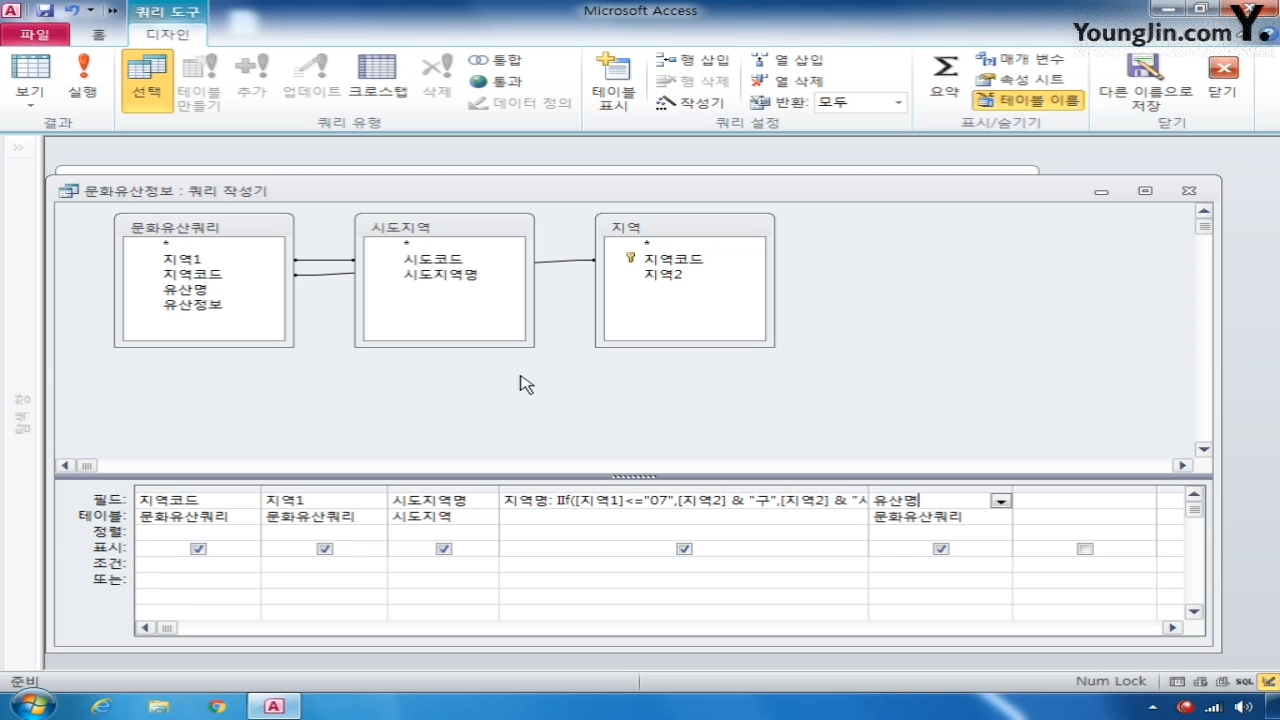 쿼리 도구
Microsoft Access
YoungJin.com Y.
파일
홈
디자인
보기
실행
선택
테이블
만들기
추가
업데이트
크로스탭
삭제
통합
통과
데이터 정의
테이블
표시
행 삽입
행 삭제
작성기
열 삽입
열 삭제
반환: 모두
요약
매개 변수
속성 시트
테이블 이름
다른 이름으로
저장
닫기
결과
쿼리 유형
쿼리 설정
표시/숨기기
닫기
문화유산정보 : 쿼리 작성기
문화유산쿼리
*
지역1
지역코드
유산명
유산정보
시도지역
*
시도코드
시도지역명
지역
*
지역코드
지역2
탐색 창
필드: 지역코드 지역1 시도지역명 지역명: IIf([지역1]<="07",[지역2] & "구",[지역2] & "시 유산명
테이블: 문화유산쿼리 문화유산쿼리 시도지역 문화유산쿼리
정렬:
표시:
조건:
또는:
준비
Num Lock
SQL